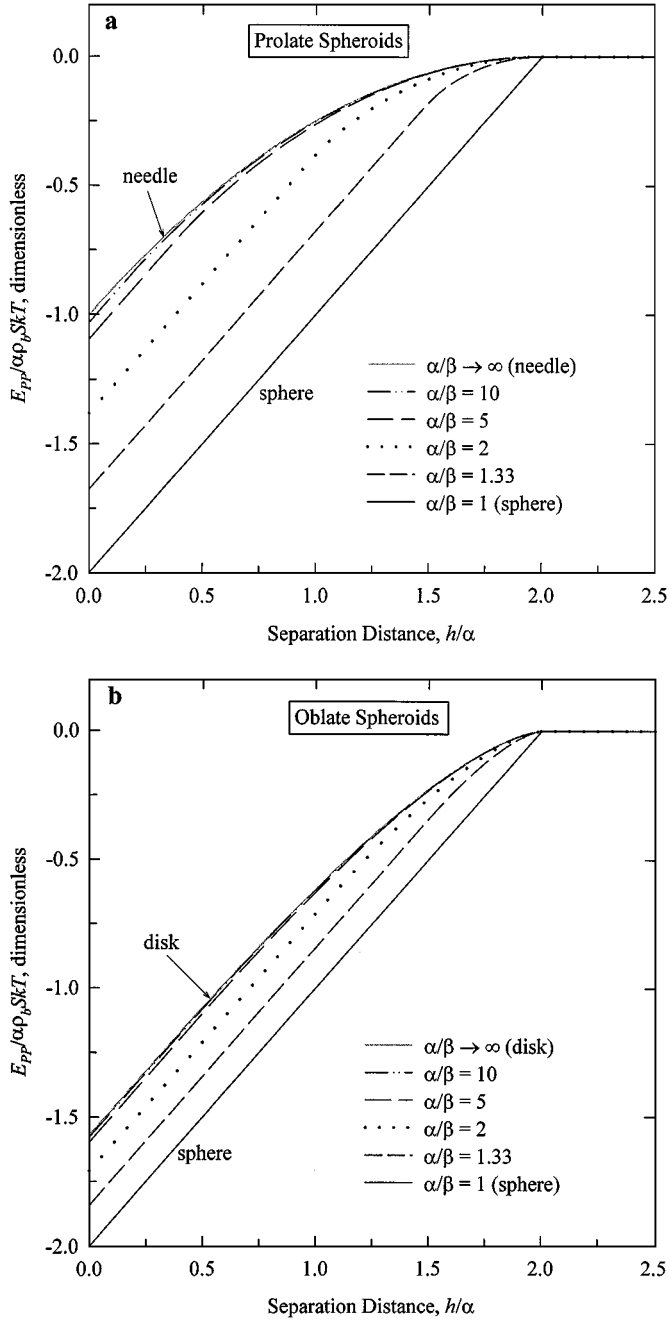 a
Prolate Spheroids
0.0
-0.5
-1.0
-1.5
-2.0
E_PP/αρ_bSkT, dimensionless
needle
sphere
α/β → ∞ (needle)
α/β = 10
α/β = 5
α/β = 2
α/β = 1.33
α/β = 1 (sphere)
0.0 0.5 1.0 1.5 2.0 2.5
Separation Distance, h/α
b
Oblate Spheroids
0.0
-0.5
-1.0
-1.5
-2.0
E_PP/αρ_bSkT, dimensionless
disk
sphere
α/β → ∞ (disk)
α/β = 10
α/β = 5
α/β = 2
α/β = 1.33
α/β = 1 (sphere)
0.0 0.5 1.0 1.5 2.0 2.5
Separation Distance, h/α